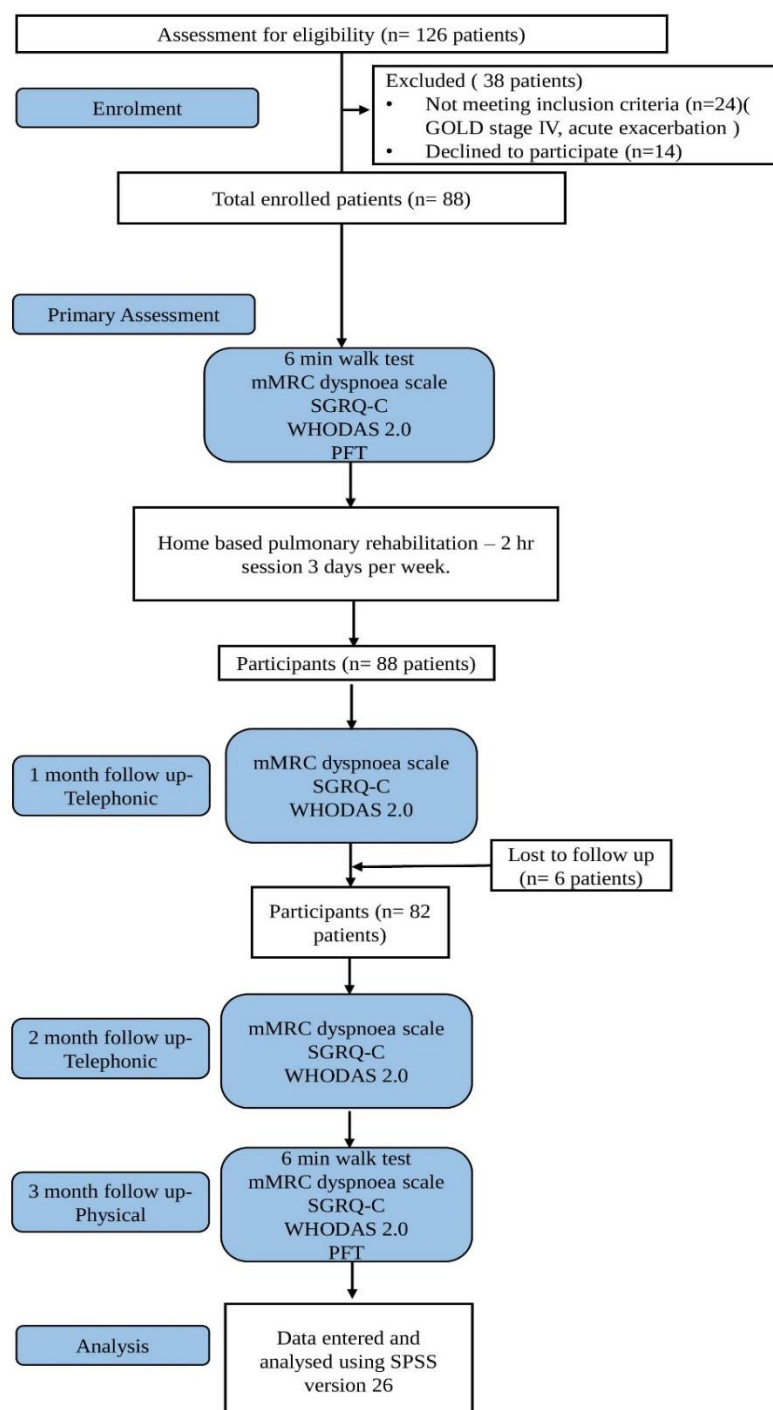 Assessment for eligibility (n= 126 patients)
Enrolment
Excluded ( 38 patients)
• Not meeting inclusion criteria (n=24)(
GOLD stage IV, acute exacerbation )
• Declined to participate (n=14)
Total enrolled patients (n= 88)
Primary Assessment
6 min walk test
mMRC dyspnoea scale
SGRQ-C
WHODAS 2.0
PFT
Home based pulmonary rehabilitation – 2 hr
session 3 days per week.
Participants (n= 88 patients)
1 month follow up-
Telephonic
mMRC dyspnoea scale
SGRQ-C
WHODAS 2.0
Lost to follow up
(n= 6 patients)
Participants (n= 82
patients)
2 month follow up-
Telephonic
mMRC dyspnoea scale
SGRQ-C
WHODAS 2.0
3 month follow up-
Physical
6 min walk test
mMRC dyspnoea scale
SGRQ-C
WHODAS 2.0
PFT
Analysis
Data entered and
analysed using SPSS
version 26